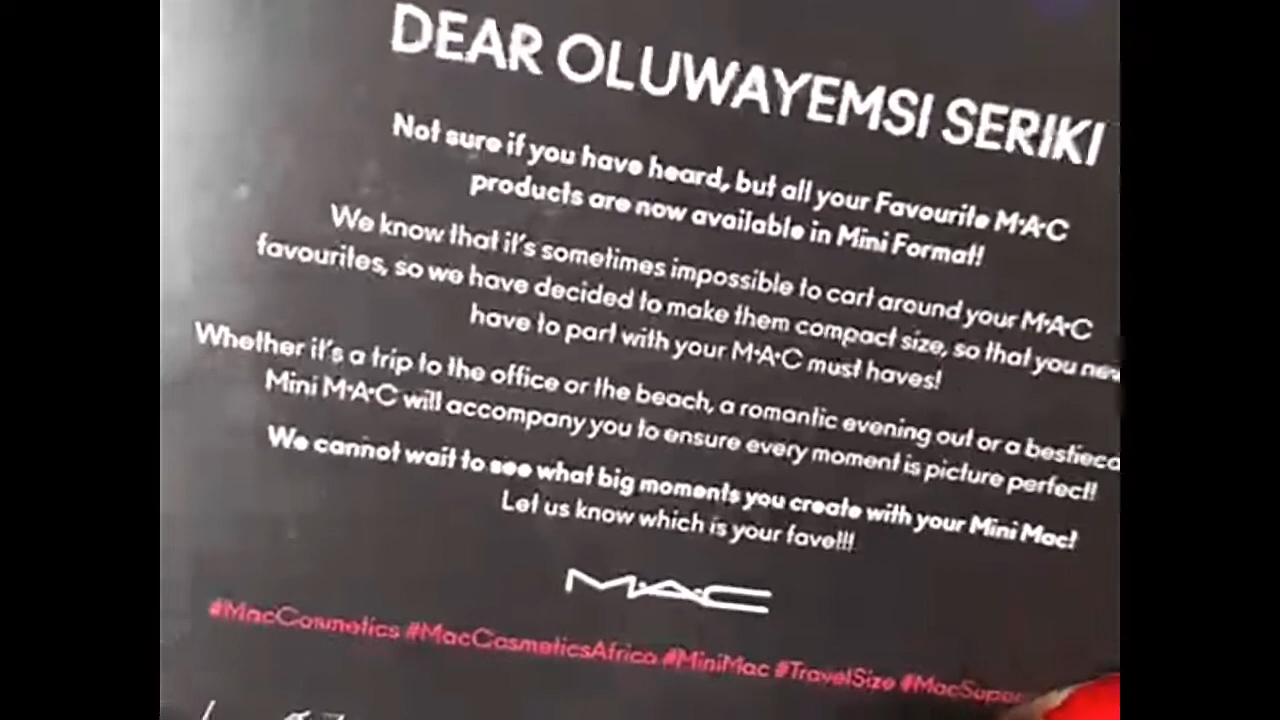 DEAR OLUWAYEMSI SERIKI
Not sure if you have heard, but all your Favourite M·A·C
products are now available in Mini Format!
We know that it's sometimes impossible to cart around your M·A·C
favourites, so we have decided to make them compact size, so that you
have to part with your M·A·C must haves!
Whether it's a trip to the office or the beach, a romantic evening out or a
Mini M·A·C will accompany you to ensure every moment is picture perfect!
We cannot wait to see what big moments you create with your Mini Mac!
Let us know which is your fave!!!
M·A·C
#MacCosmetics #MacCosmeticsAfrica #MiniMac #TravelSize